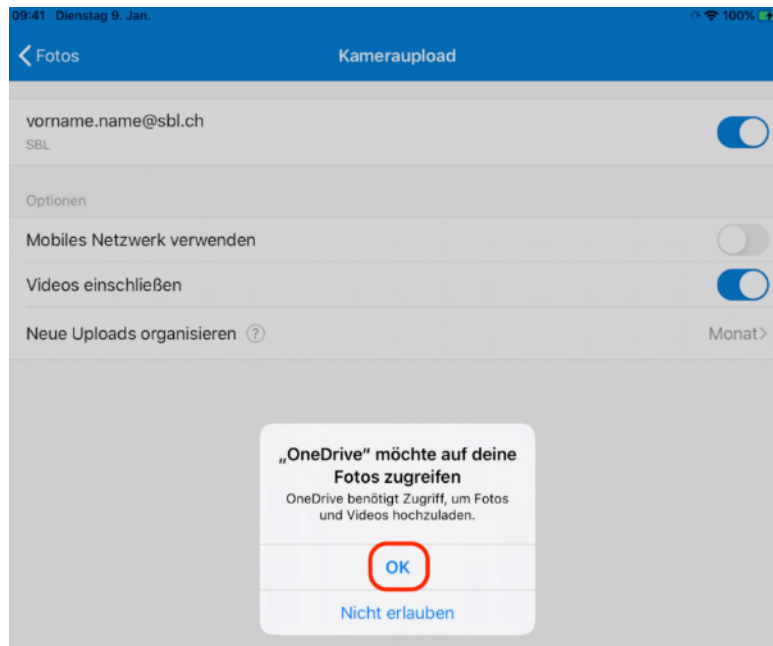 09:41 Dienstag 9. Jan.
100%
Fotos
Kameraupload
vorname.name@sbl.ch
SBL
Optionen
Mobiles Netzwerk verwenden
Videos einschließen
Neue Uploads organisieren ?
Monat
„OneDrive“ möchte auf deine
Fotos zugreifen
OneDrive benötigt Zugriff, um Fotos
und Videos hochzuladen.
OK
Nicht erlauben